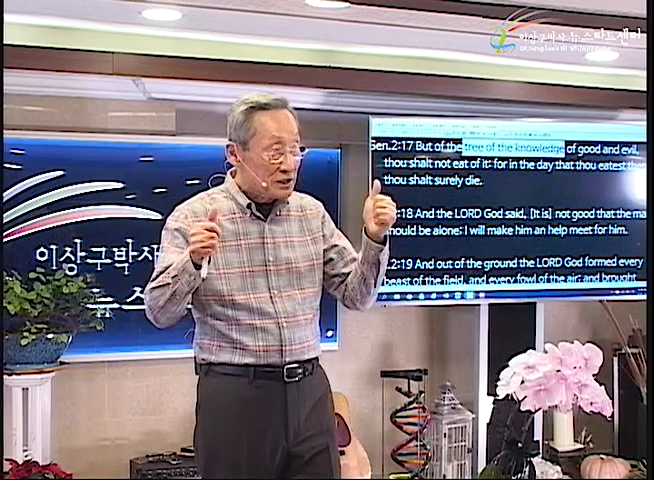 이상구박사 뉴스타트센터
Gen.2:17 But of the tree of the knowledge of good and evil,
thou shalt not eat of it: for in the day that thou eatest
thou shalt surely die.
:18 And the LORD God said, [It is] not good that the
should be alone; I will make him an help meet for him.
.2:19 And out of the ground the LORD God formed every
beast of the field, and every fowl of the air; and brought
이상구박사
뉴스